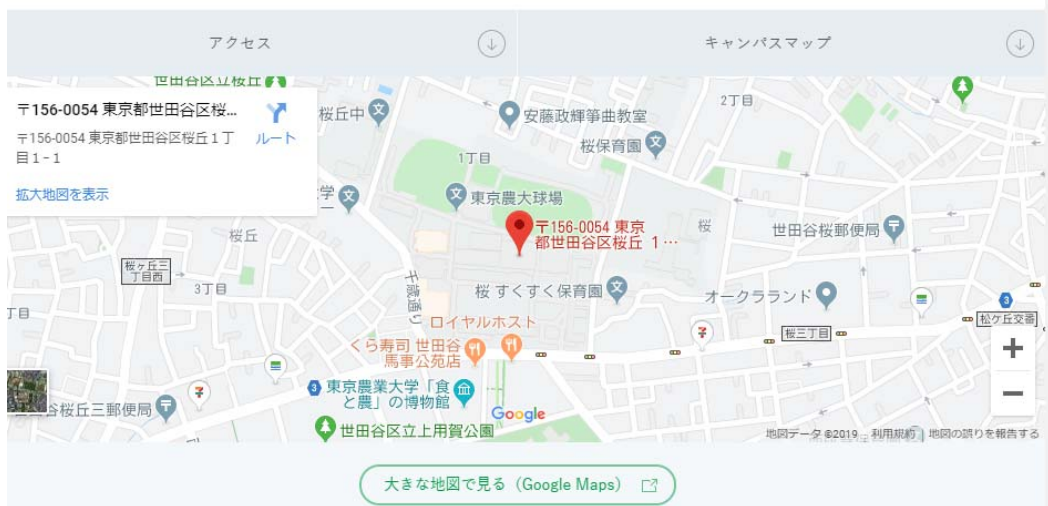 アクセス
キャンパスマップ
世田谷区立桜丘
〒156-0054 東京都世田谷区桜...
〒156-0054 東京都世田谷区桜丘１丁
目１−１
ルート
拡大地図を表示
桜丘中
安藤政輝箏曲教室
2丁目
桜保育園
1丁目
東京農大球場
〒156-0054 東京
都世田谷区桜丘 １…
桜
世田谷桜郵便局
桜丘
桜ヶ丘三
丁目西
3丁目
千歳通り
桜 すくすく保育園
オークラランド
丁目
3
松ケ丘交番
ロイヤルホスト
桜三丁目
くら寿司 世田谷
馬事公苑店
3
東京農業大学「食
と農」の博物館
谷桜丘三郵便局
Google
世田谷区立上用賀公園
地図データ ©2019
利用規約
地図の誤りを報告する
大きな地図で見る（Google Maps）